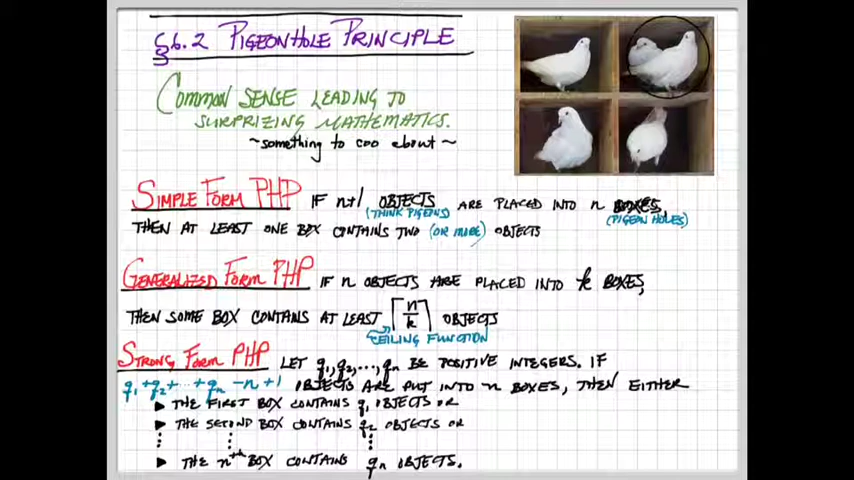 §6.2 PIGEONHOLE PRINCIPLE
COMMON SENSE LEADING TO
SURPRIZING MATHEMATICS.
~something to coo about~
SIMPLE FORM PHP IF n+1 OBJECTS ARE PLACED INTO n BOXES,
(THINK PIGEONS) (PIGEON HOLES)
THEN AT LEAST ONE BOX CONTAINS TWO (OR MORE) OBJECTS
GENERALIZED FORM PHP IF n OBJECTS ARE PLACED INTO k BOXES,
THEN SOME BOX CONTAINS AT LEAST ⌈n/k⌉ OBJECTS
CEILING FUNCTION
STRONG FORM PHP LET q₁,q₂,...,qₙ BE POSITIVE INTEGERS. IF
q₁+q₂+...+qₙ-n+1 OBJECTS ARE PUT INTO n BOXES, THEN EITHER
▶ THE FIRST BOX CONTAINS q₁ OBJECTS OR
▶ THE SECOND BOX CONTAINS q₂ OBJECTS OR
⋮ ⋮ ⋮
▶ THE nᵗʰ BOX CONTAINS qₙ OBJECTS.